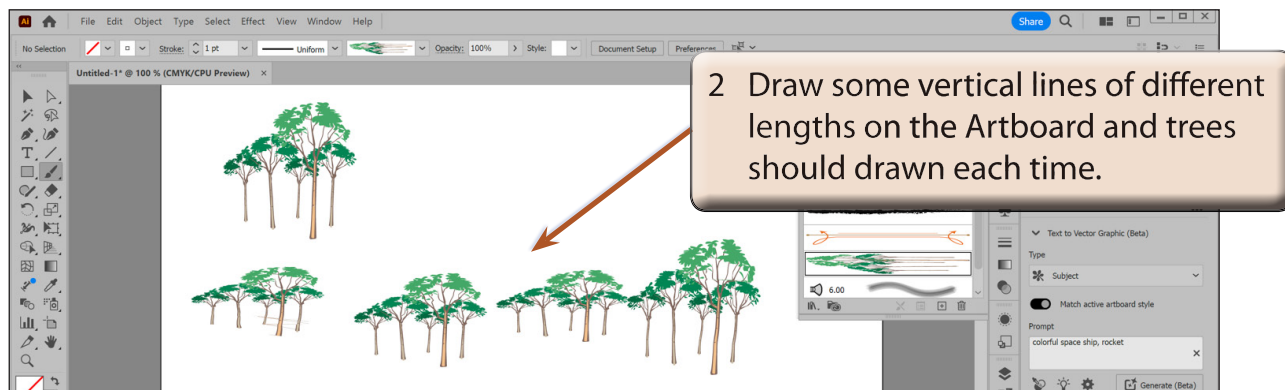 Ai File Edit Object Type Select Effect View Window Help Share
No Selection Stroke: 1 pt Uniform Opacity: 100% Style: Document Setup Preferences
Untitled-1* @ 100 % (CMYK/CPU Preview) ×
2 Draw some vertical lines of different
lengths on the Artboard and trees
should drawn each time.
Text to Vector Graphic (Beta)
Type
Subject
6.00
Match active artboard style
Prompt
colorful space ship, rocket
Generate (Beta)